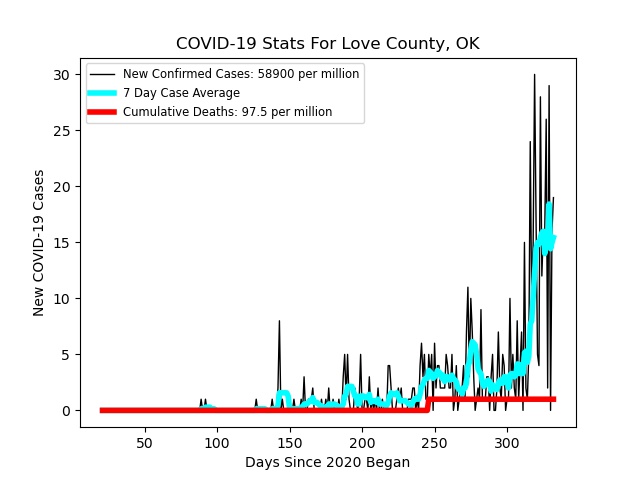 COVID-19 Stats For Love County, OK
New Confirmed Cases: 58900 per million
7 Day Case Average
Cumulative Deaths: 97.5 per million
New COVID-19 Cases
30
25
20
15
10
5
0
50 100 150 200 250 300
Days Since 2020 Began